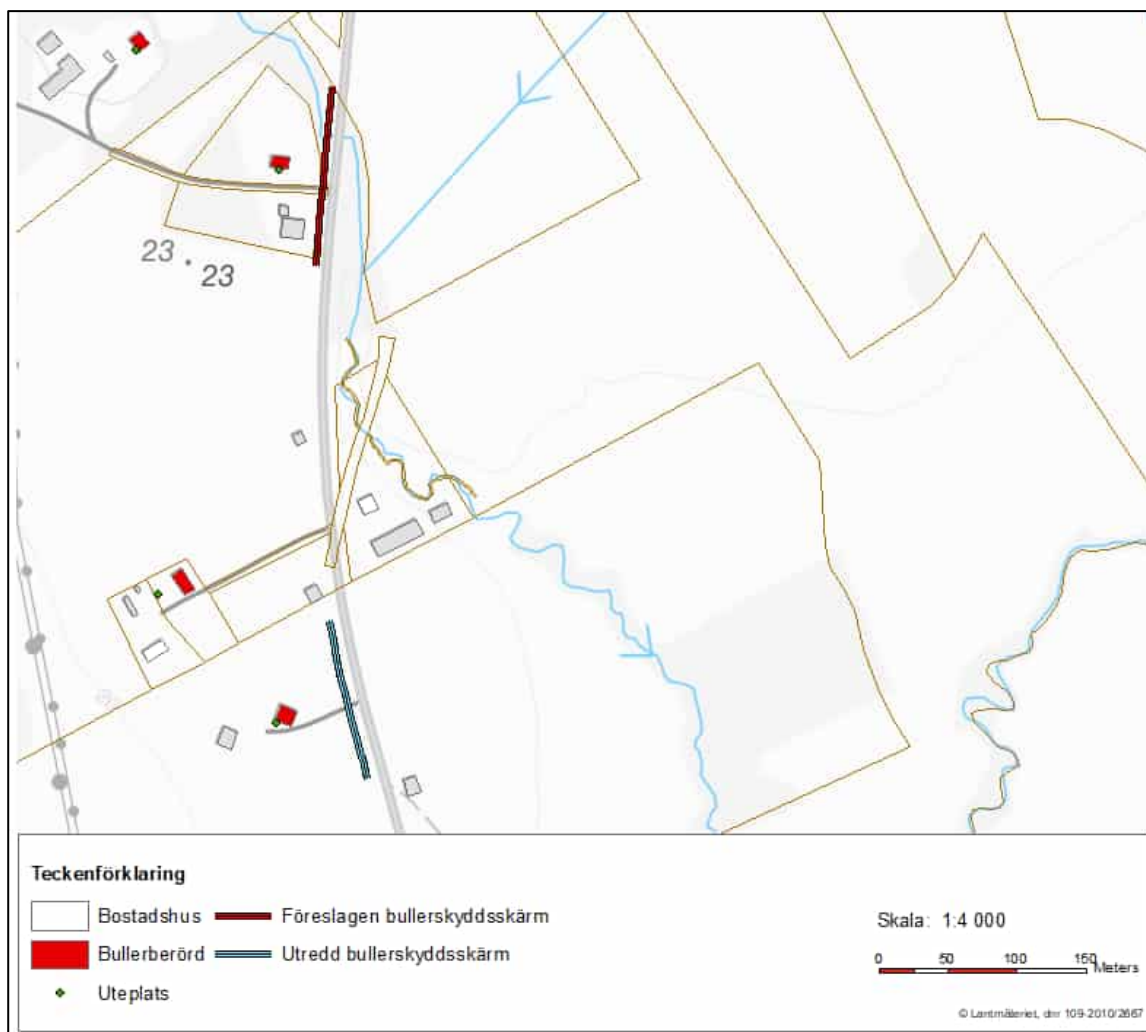 23 . 23
Teckenförklaring
Bostadshus
Föreslagen bullerskyddsskärm
Bullerberörd
Utredd bullerskyddsskärm
Uteplats
Skala: 1:4 000
0 50 100 150
Meters
© Lantmäteriet, dnr 109-2010/2667